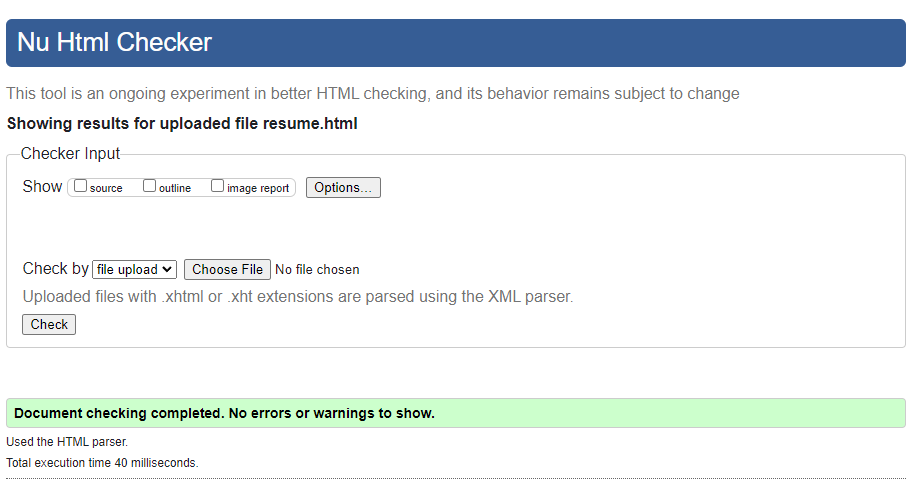 Nu Html Checker
This tool is an ongoing experiment in better HTML checking, and its behavior remains subject to change
Showing results for uploaded file resume.html
Checker Input
Show source outline image report Options...
Check by file upload Choose File No file chosen
Uploaded files with .xhtml or .xht extensions are parsed using the XML parser.
Check
Document checking completed. No errors or warnings to show.
Used the HTML parser.
Total execution time 40 milliseconds.